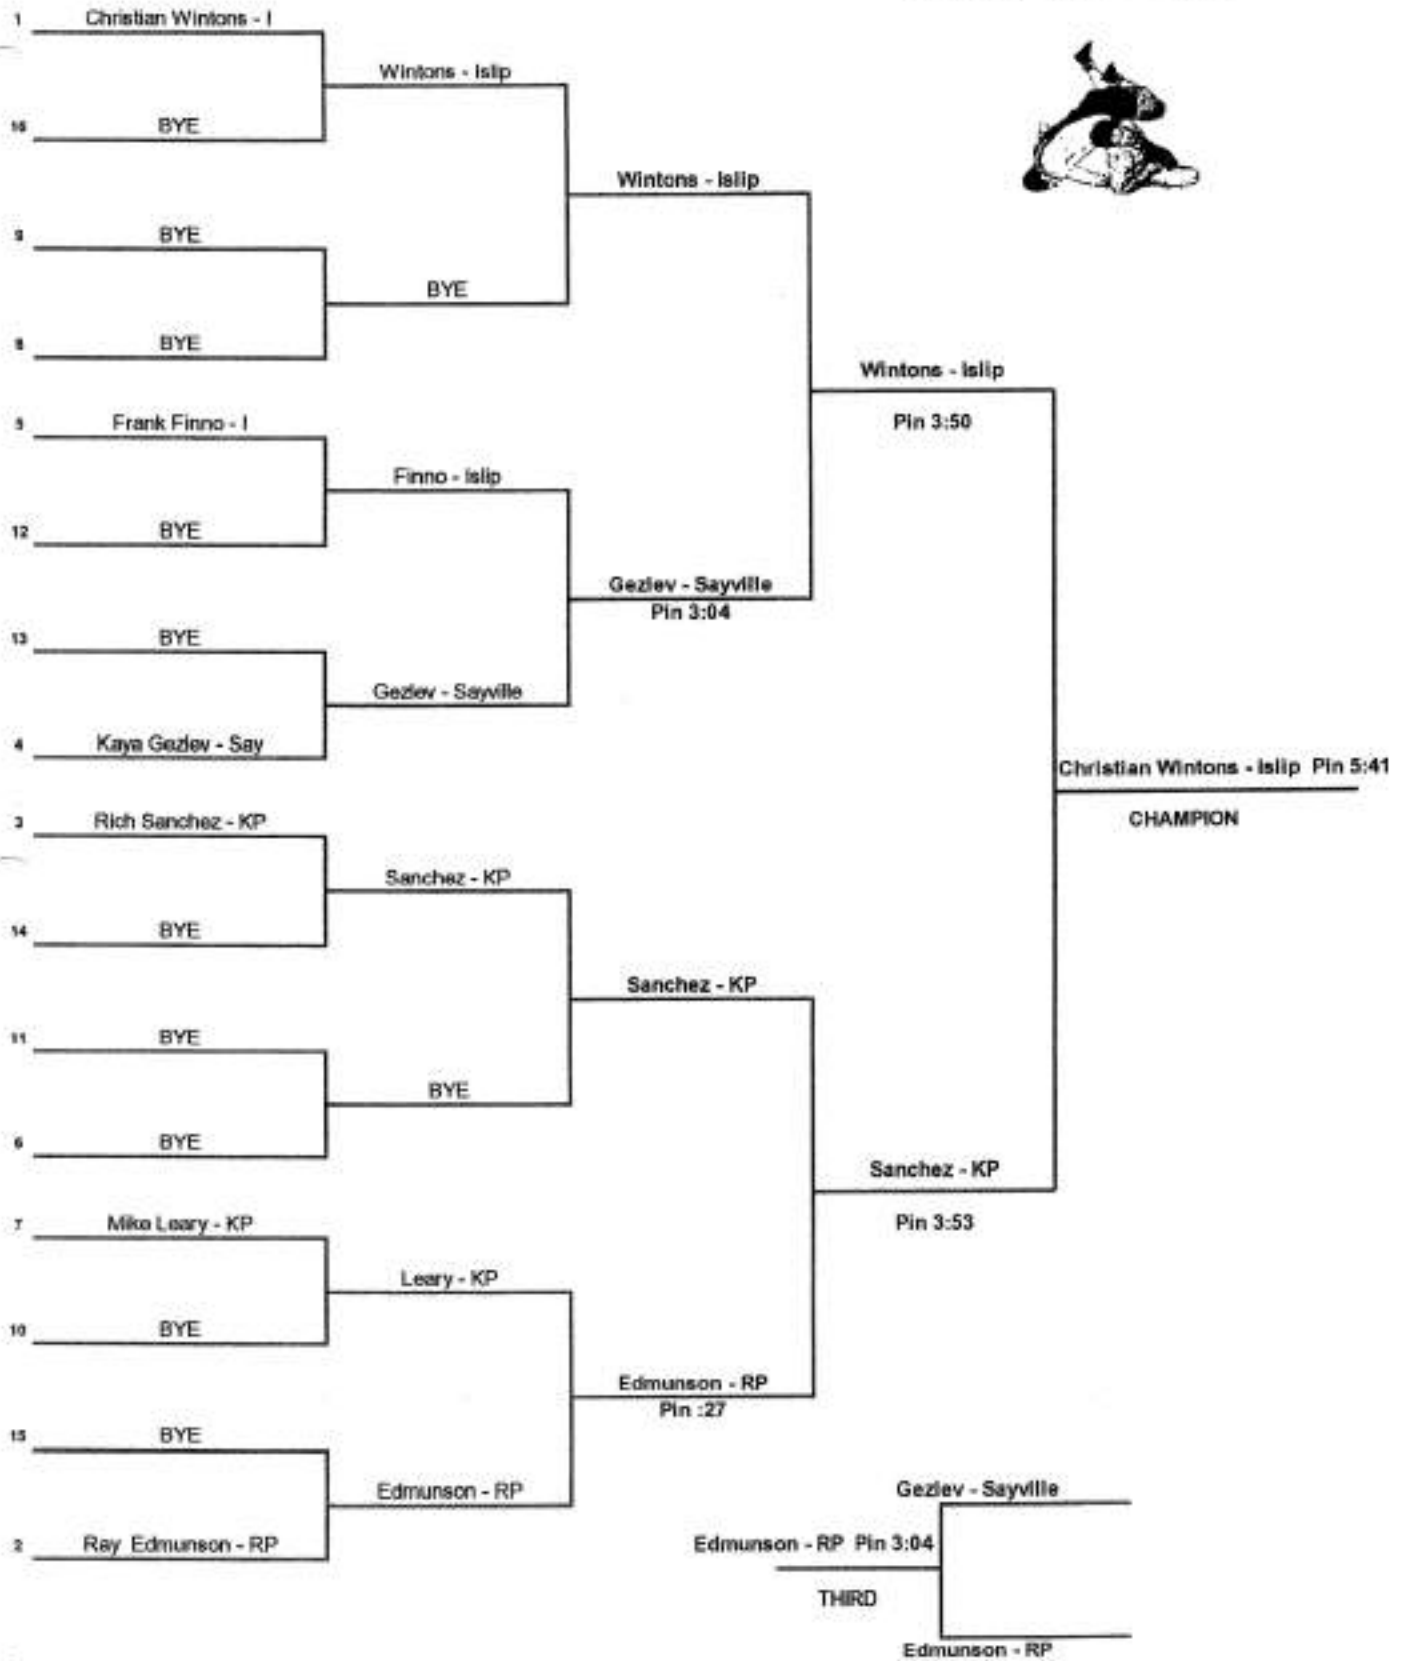 1 Christian Wintons - I
Wintons - Islip
16 BYE
Wintons - Islip
9 BYE
BYE
8 BYE
Wintons - Islip
Pin 3:50
5 Frank Finno - I
Finno - Islip
12 BYE
Gezlev - Sayville
Pin 3:04
13 BYE
Gezlev - Sayville
4 Kaya Gezlev - Say
Christian Wintons - Islip Pin 5:41
CHAMPION
3 Rich Sanchez - KP
Sanchez - KP
14 BYE
Sanchez - KP
11 BYE
BYE
6 BYE
Sanchez - KP
Pin 3:53
7 Mike Leary - KP
Leary - KP
10 BYE
Edmunson - RP
Pin :27
15 BYE
Edmunson - RP
2 Ray Edmunson - RP
Gezlev - Sayville
Edmunson - RP Pin 3:04
THIRD
Edmunson - RP